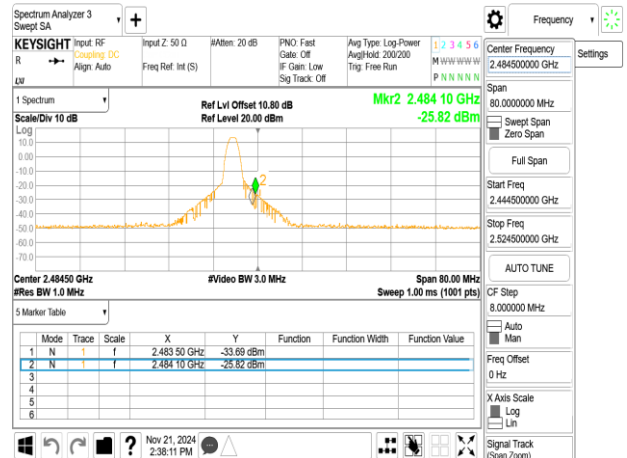 Spectrum Analyzer 3
Swept SA
+
Frequency
KEYSIGHT
R
Input: RF
Coupling: DC
Align: Auto
Input Z: 50 Ω
Freq Ref: Int (S)
#Atten: 20 dB
PNO: Fast
Gate: Off
IF Gain: Low
Sig Track: Off
Avg Type: Log-Power
Avg|Hold: 200/200
Trig: Free Run
1 2 3 4 5 6
M W W W W W
P N N N N N
Center Frequency
2.484500000 GHz
Settings
Span
80.0000000 MHz
Swept Span
Zero Span
Full Span
Start Freq
2.444500000 GHz
Stop Freq
2.524500000 GHz
AUTO TUNE
CF Step
8.000000 MHz
Auto
Man
Freq Offset
0 Hz
X Axis Scale
Log
Lin
Signal Track
(Span Zoom)
1 Spectrum
Scale/Div 10 dB
Ref Lvl Offset 10.80 dB
Ref Level 20.00 dBm
Mkr2 2.484 10 GHz
-25.82 dBm
Log
10.0
0.00
-10.0
-20.0
-30.0
-40.0
-50.0
-60.0
-70.0
2
Center 2.48450 GHz
#Res BW 1.0 MHz
#Video BW 3.0 MHz
Span 80.00 MHz
Sweep 1.00 ms (1001 pts)
5 Marker Table
Mode Trace Scale X Y Function Function Width Function Value
1 N 1 f 2.483 50 GHz -33.69 dBm
2 N 1 f 2.484 10 GHz -25.82 dBm
3
4
5
6
?
Nov 21, 2024
2:38:11 PM